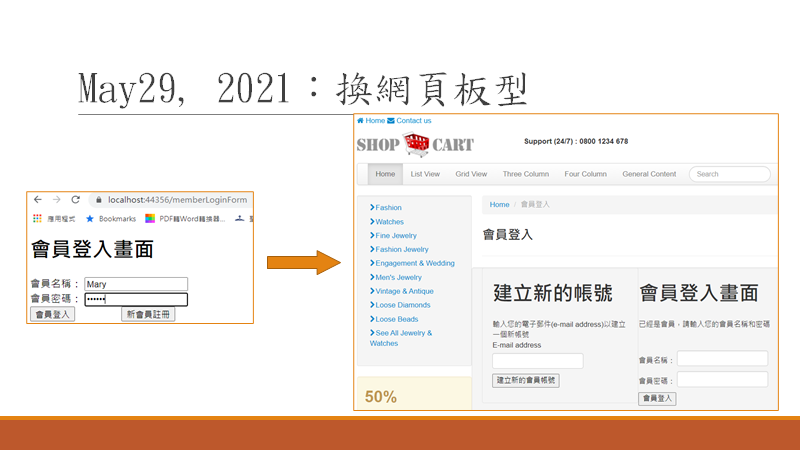 May29, 2021：換網頁板型
localhost:44356/memberLoginForm
應用程式 Bookmarks PDF轉Word轉換器...
會員登入畫面
會員名稱： Mary
會員密碼： ••••••
會員登入 新會員註冊
Home Contact us
SHOP CART
Support (24/7) : 0800 1234 678
Home List View Grid View Three Column Four Column General Content Search
Fashion
Watches
Fine Jewelry
Fashion Jewelry
Engagement & Wedding
Men's Jewelry
Vintage & Antique
Loose Diamonds
Loose Beads
See All Jewelry &
Watches
50%
Home / 會員登入
會員登入
建立新的帳號
輸入您的電子郵件(e-mail address)以建立
一個新帳號
E-mail address
建立新的會員帳號
會員登入畫面
已經是會員，請輸入您的會員名稱和密碼
會員名稱：
會員密碼：
會員登入